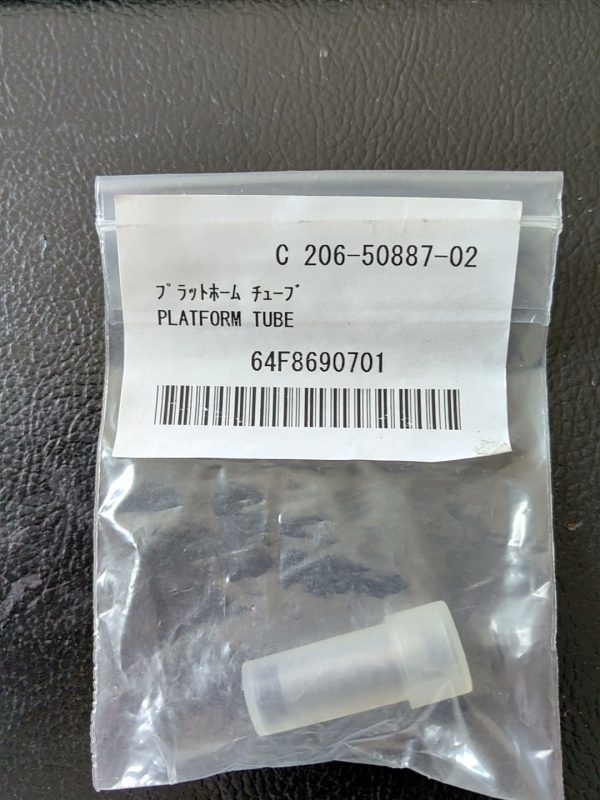 C 206-50887-02
ﾌﾟﾗｯﾄﾎｰﾑ ﾁｭｰﾌﾞ
PLATFORM TUBE
64F8690701